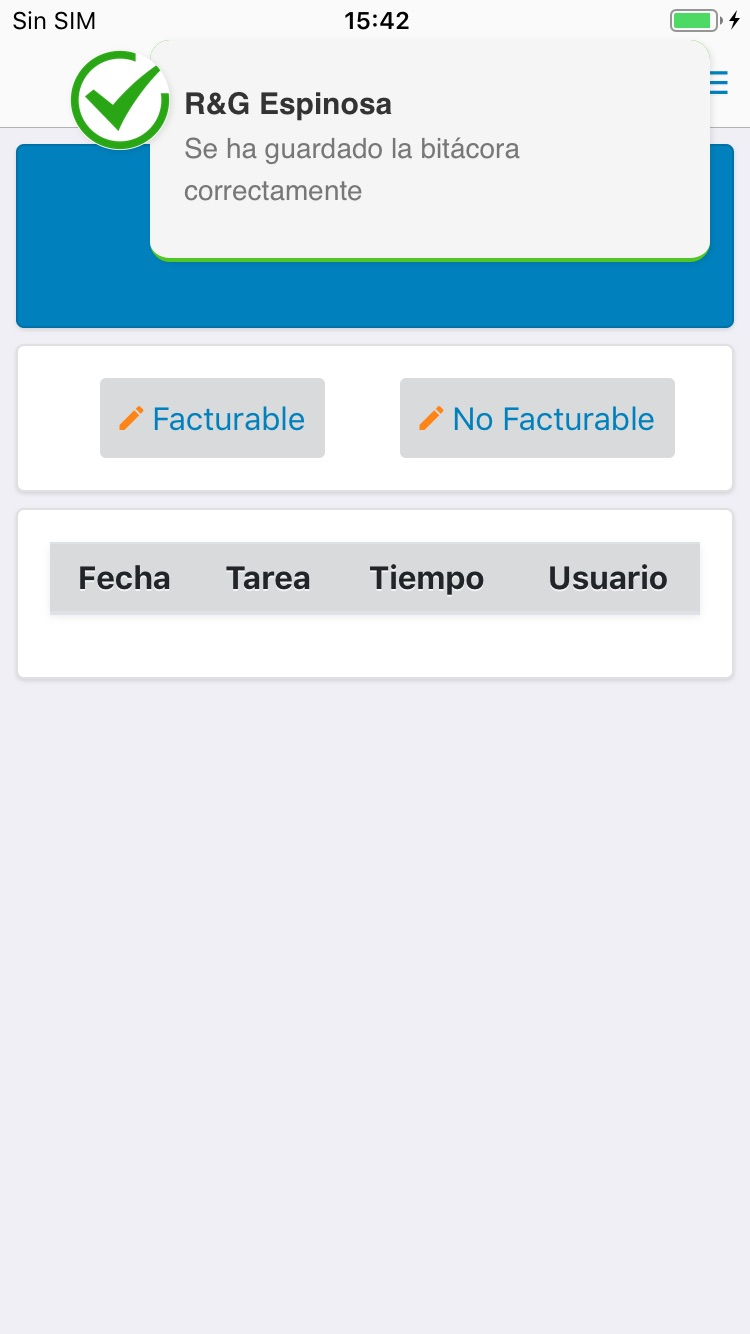 Sin SIM 15:42
R&G Espinosa
Se ha guardado la bitácora
correctamente
Facturable No Facturable
Fecha Tarea Tiempo Usuario